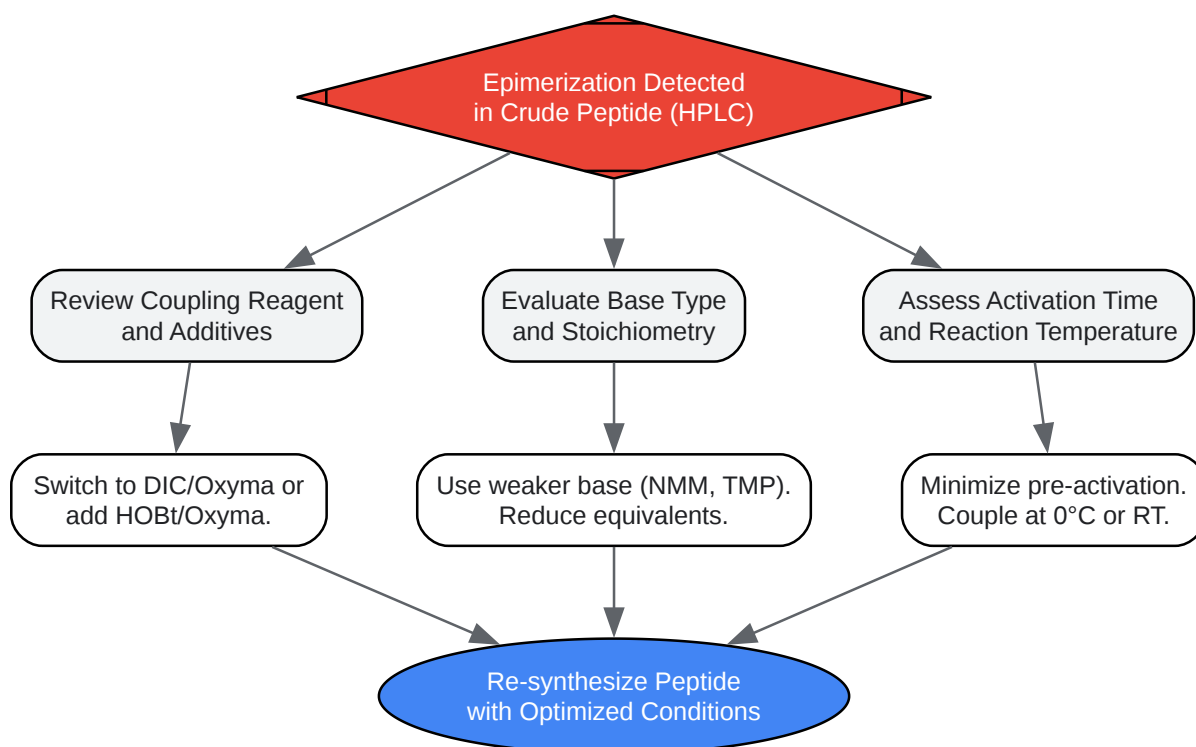 Epimerization Detected
in Crude Peptide (HPLC)
Review Coupling Reagent
and Additives
Evaluate Base Type
and Stoichiometry
Assess Activation Time
and Reaction Temperature
Switch to DIC/Oxyma or
add HOBt/Oxyma.
Use weaker base (NMM, TMP).
Reduce equivalents.
Minimize pre-activation.
Couple at 0°C or RT.
Re-synthesize Peptide
with Optimized Conditions